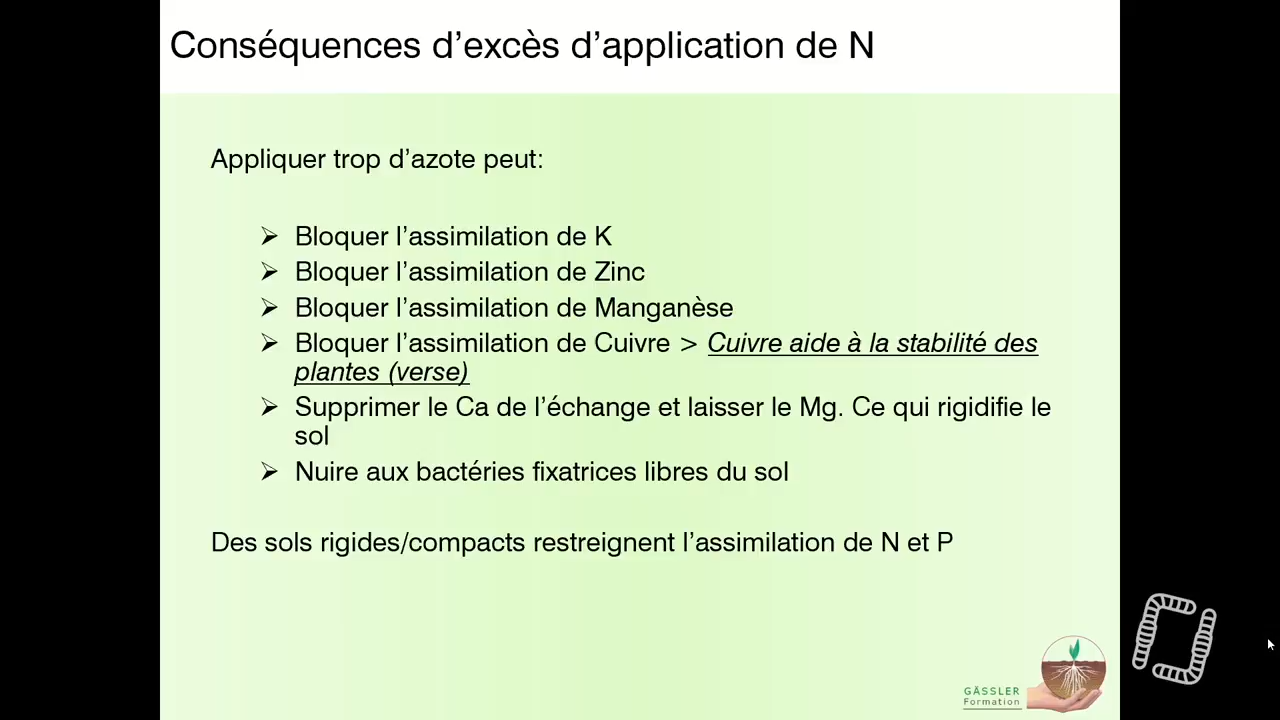 Conséquences d’excès d’application de N
Appliquer trop d’azote peut:
➢ Bloquer l’assimilation de K
➢ Bloquer l’assimilation de Zinc
➢ Bloquer l’assimilation de Manganèse
➢ Bloquer l’assimilation de Cuivre > Cuivre aide à la stabilité des
plantes (verse)
➢ Supprimer le Ca de l’échange et laisser le Mg. Ce qui rigidifie le
sol
➢ Nuire aux bactéries fixatrices libres du sol
Des sols rigides/compacts restreignent l’assimilation de N et P
GÄSSLER
Formation